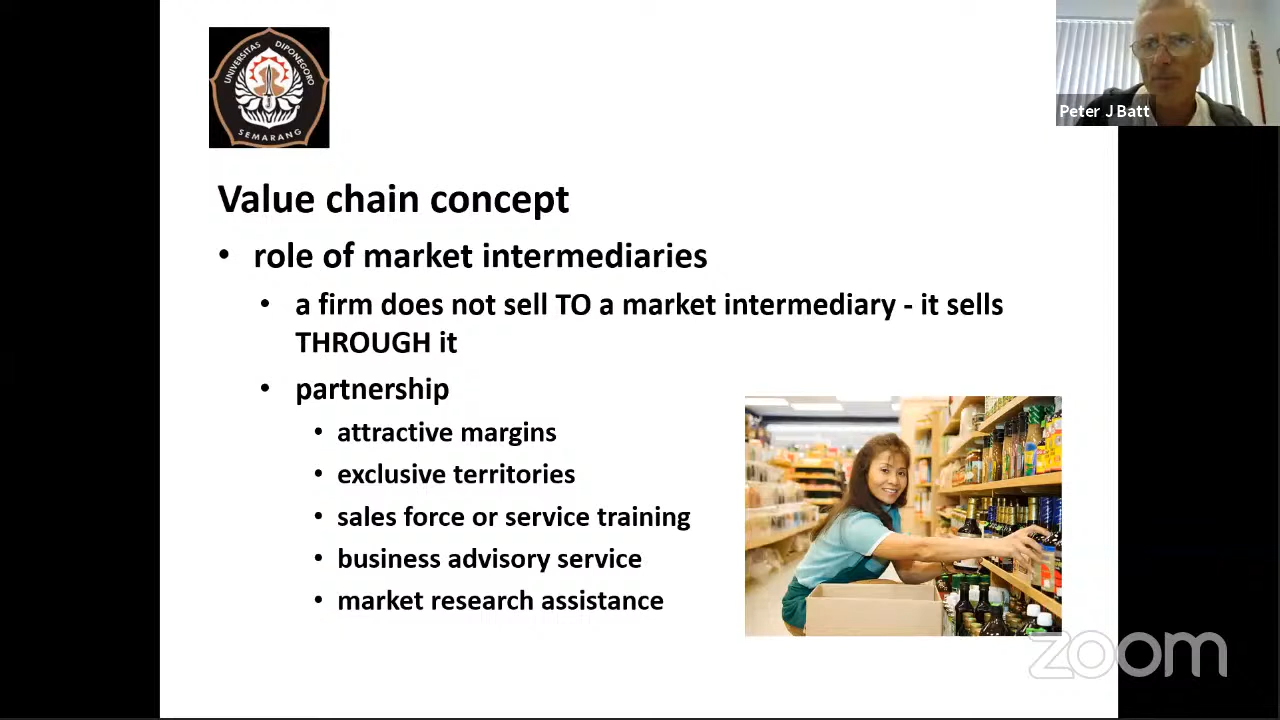 UNIVERSITAS DIPONEGORO
SEMARANG
Peter J Batt
Value chain concept
• role of market intermediaries
• a firm does not sell TO a market intermediary - it sells
THROUGH it
• partnership
• attractive margins
• exclusive territories
• sales force or service training
• business advisory service
• market research assistance
zoom